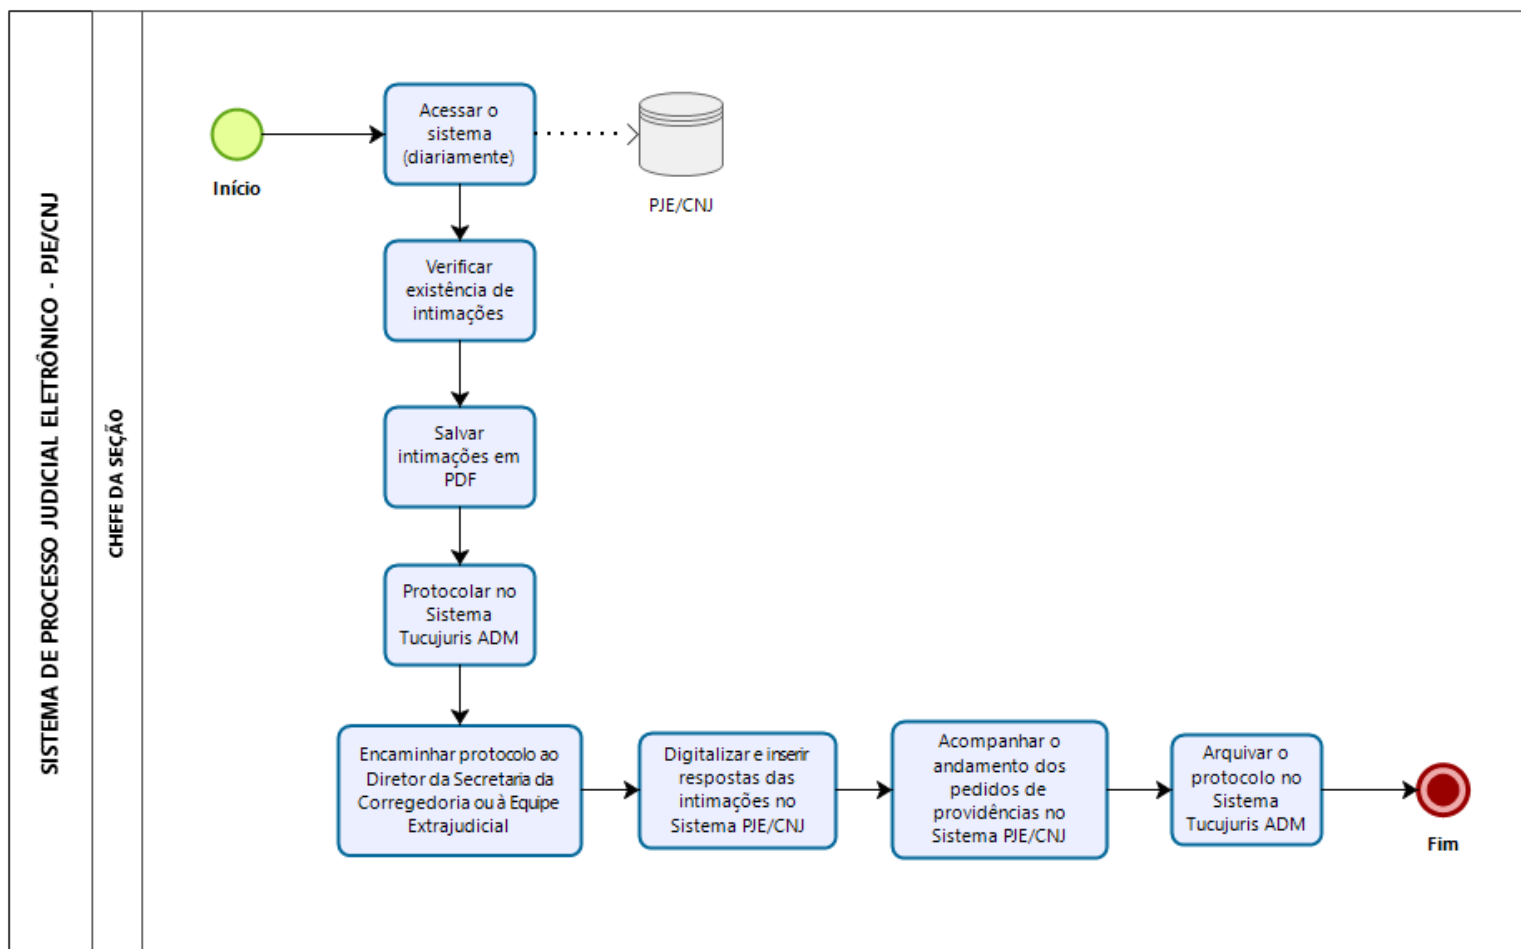 SISTEMA DE PROCESSO JUDICIAL ELETRÔNICO - PJE/CNJ
CHEFE DA SEÇÃO
Início
Acessar o
sistema
(diariamente)
PJE/CNJ
Verificar
existência de
intimações
Salvar
intimações em
PDF
Protocolar no
Sistema
Tucujuris ADM
Encaminhar protocolo ao
Diretor da Secretaria da
Corregedoria ou à Equipe
Extrajudicial
Digitalizar e inserir
respostas das
intimações no
Sistema PJE/CNJ
Acompanhar o
andamento dos
pedidos de
providências no
Sistema PJE/CNJ
Arquivar o
protocolo no
Sistema
Tucujuris ADM
Fim